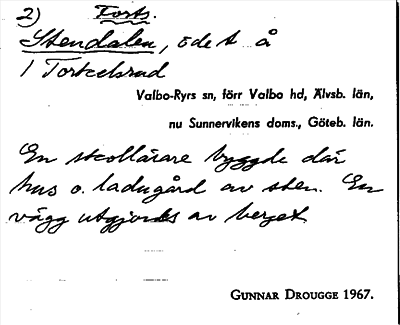 2) Forts.
Stendalen, ödet å
1 Torkelsrud
Valbo-Ryrs sn, förr Valbo hd, Älvsb. län,
nu Sunnervikens doms., Göteb. län.
En skollärare byggde där
hus o. ladugård av sten. En
vägg utgjordes av berget
GUNNAR DROUGGE 1967.